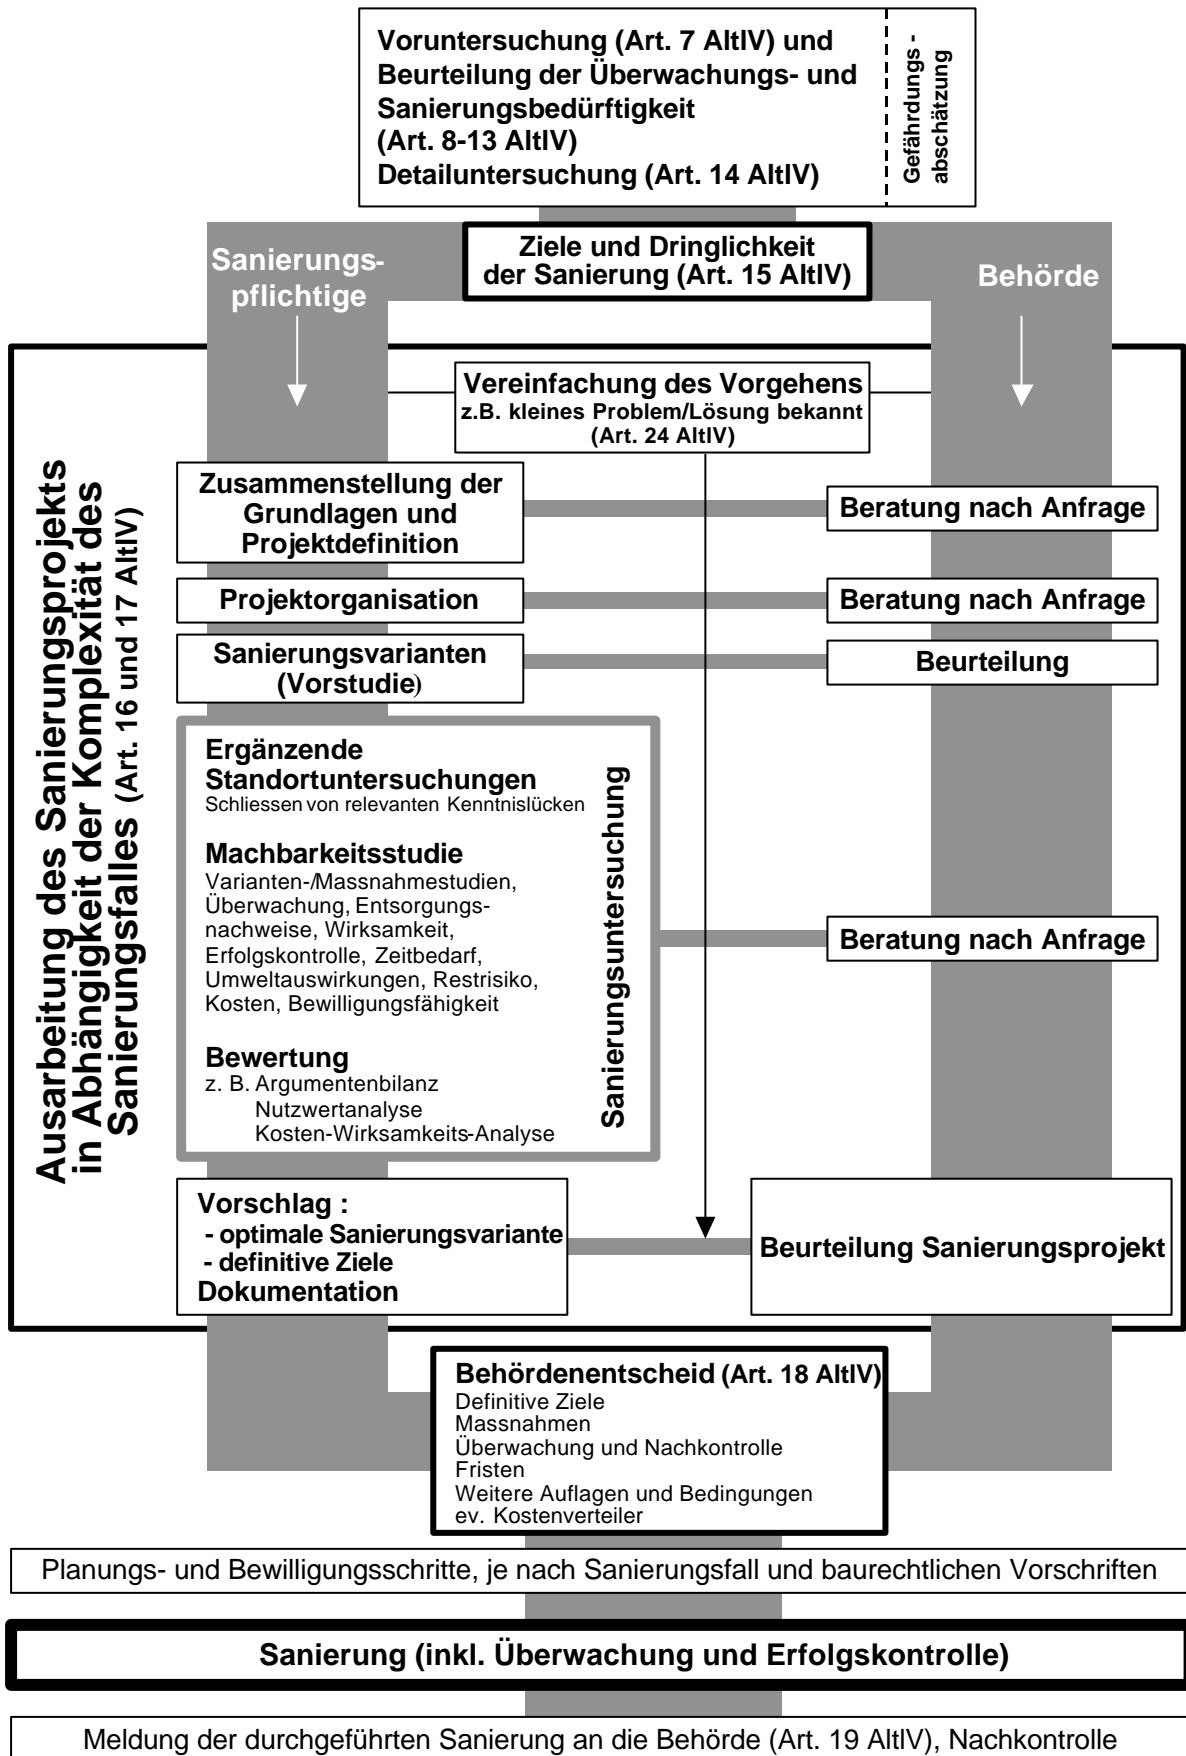 Voruntersuchung (Art. 7 AltlV) und
Beurteilung der Überwachungs- und
Sanierungsbedürftigkeit
(Art. 8-13 AltlV)
Detailuntersuchung (Art. 14 AltlV)
Gefährdungs-
abschätzung
Ziele und Dringlichkeit
der Sanierung (Art. 15 AltlV)
Sanierungs-
pflichtige
Behörde
Ausarbeitung des Sanierungsprojekts
in Abhängigkeit der Komplexität des
Sanierungsfalles (Art. 16 und 17 AltlV)
Vereinfachung des Vorgehens
z.B. kleines Problem/Lösung bekannt
(Art. 24 AltlV)
Zusammenstellung der
Grundlagen und
Projektdefinition
Beratung nach Anfrage
Projektorganisation
Beratung nach Anfrage
Sanierungsvarianten
(Vorstudie)
Beurteilung
Ergänzende
Standortuntersuchungen
Schliessen von relevanten Kenntnislücken
Machbarkeitsstudie
Varianten-/Massnahmestudien,
Überwachung, Entsorgungs-
nachweise, Wirksamkeit,
Erfolgskontrolle, Zeitbedarf,
Umweltauswirkungen, Restrisiko,
Kosten, Bewilligungsfähigkeit
Bewertung
z. B. Argumentenbilanz
Nutzwertanalyse
Kosten-Wirksamkeits-Analyse
Sanierungsuntersuchung
Beratung nach Anfrage
Vorschlag :
- optimale Sanierungsvariante
- definitive Ziele
Dokumentation
Beurteilung Sanierungsprojekt
Behördenentscheid (Art. 18 AltlV)
Definitive Ziele
Massnahmen
Überwachung und Nachkontrolle
Fristen
Weitere Auflagen und Bedingungen
ev. Kostenverteiler
Planungs- und Bewilligungsschritte, je nach Sanierungsfall und baurechtlichen Vorschriften
Sanierung (inkl. Überwachung und Erfolgskontrolle)
Meldung der durchgeführten Sanierung an die Behörde (Art. 19 AltlV), Nachkontrolle